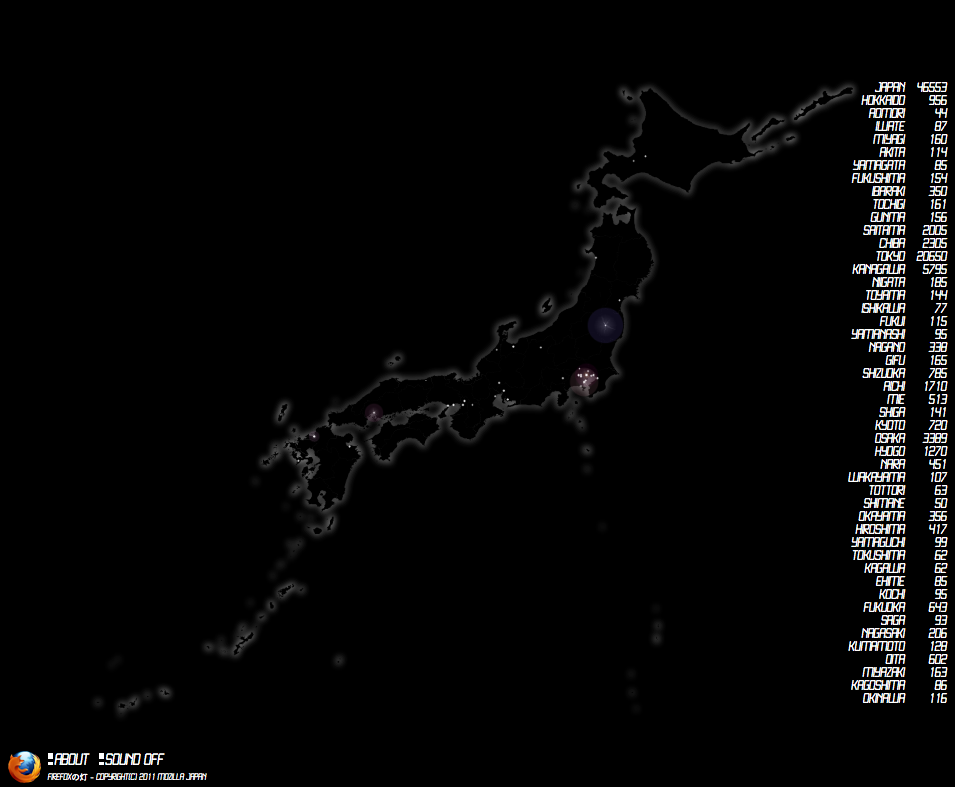 JAPAN 46553
HOKKAIDO 956
AOMORI 44
IWATE 87
MIYAGI 160
AKITA 114
YAMAGATA 85
FUKUSHIMA 154
IBARAKI 350
TOCHIGI 161
GUNMA 156
SAITAMA 2005
CHIBA 2305
TOKYO 20650
KANAGAWA 5795
NIGATA 185
TOYAMA 144
ISHIKAWA 77
FUKUI 115
YAMANASHI 95
NAGANO 338
GIFU 165
SHIZUOKA 785
AICHI 1710
MIE 513
SHIGA 141
KYOTO 720
OSAKA 3389
HYOGO 1270
NARA 451
WAKAYAMA 107
TOTTORI 63
SHIMANE 50
OKAYAMA 356
HIROSHIMA 417
YAMAGUCHI 99
TOKUSHIMA 62
KAGAWA 62
EHIME 85
KOCHI 95
FUKUOKA 643
SAGA 93
NAGASAKI 206
KUMAMOTO 128
OITA 602
MIYAZAKI 163
KAGOSHIMA 86
OKINAWA 116
ABOUT SOUND OFF
FIREFOXの灯 - COPYRIGHT(C) 2011 MOZILLA JAPAN